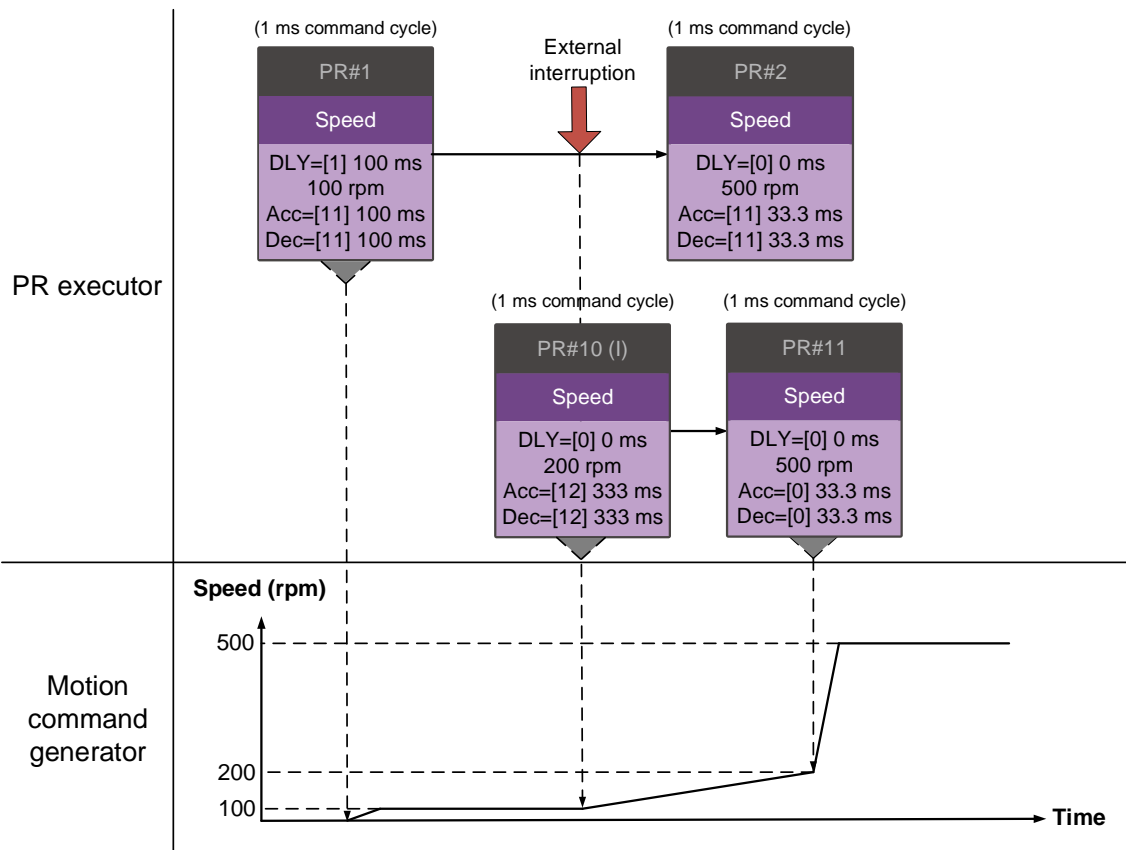 PR executor
(1 ms command cycle)
PR#1
Speed
DLY=[1] 100 ms
100 rpm
Acc=[11] 100 ms
Dec=[11] 100 ms
External
interruption
(1 ms command cycle)
PR#2
Speed
DLY=[0] 0 ms
500 rpm
Acc=[11] 33.3 ms
Dec=[11] 33.3 ms
(1 ms command cycle)
PR#10 (I)
Speed
DLY=[0] 0 ms
200 rpm
Acc=[12] 333 ms
Dec=[12] 333 ms
(1 ms command cycle)
PR#11
Speed
DLY=[0] 0 ms
500 rpm
Acc=[0] 33.3 ms
Dec=[0] 33.3 ms
Motion
command
generator
Speed (rpm)
500
200
100
Time